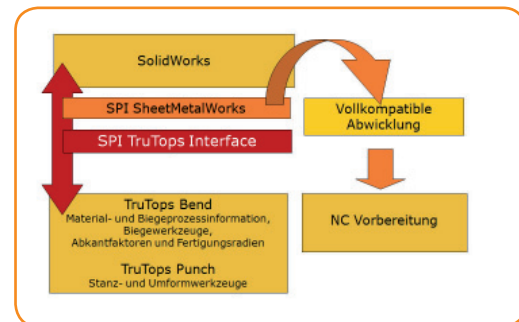 SolidWorks
SPI SheetMetalWorks
SPI TruTops Interface
Vollkompatible
Abwicklung
TruTops Bend
Material- und Biegeprozessinformation,
Biegewerkzeuge,
Abkantfaktoren und Fertigungsradien
TruTops Punch
Stanz- und Umformwerkzeuge
NC Vorbereitung